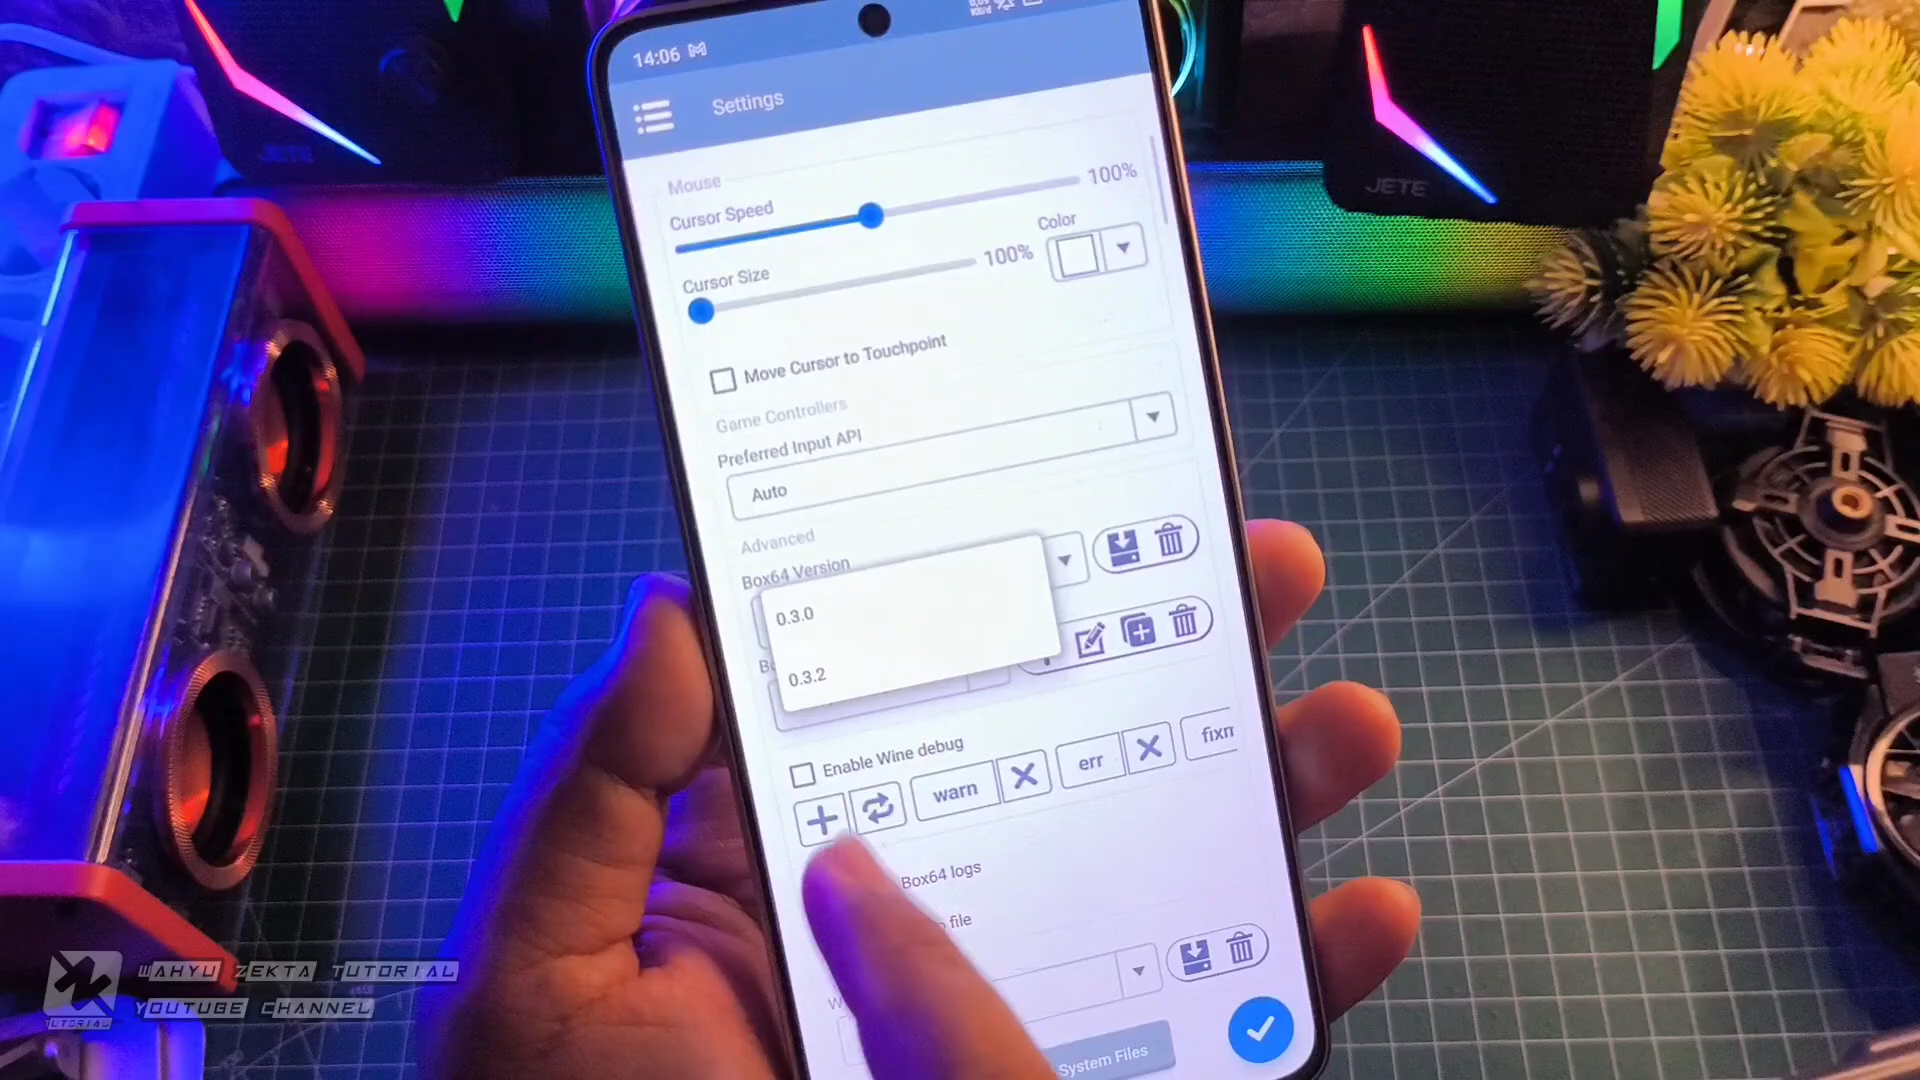 14:06
Settings
Mouse
Cursor Speed
100%
Cursor Size
100%
Color
Move Cursor to Touchpoint
Game Controllers
Preferred Input API
Auto
Advanced
Box64 Version
0.3.0
0.3.2
Enable Wine debug
warn
err
Box64 logs
file
System Files
JETE
JETE
WAHYU ZEKTA TUTORIAL
YOUTUBE CHANNEL
TUTORIAL